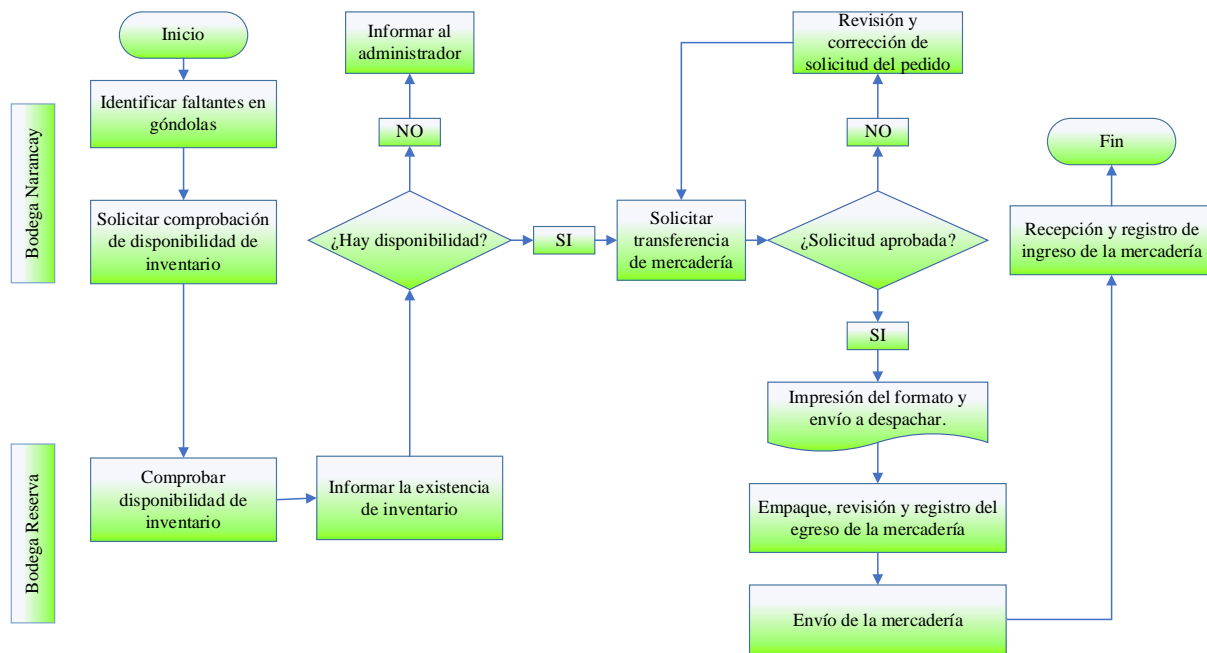 Inicio
Identificar faltantes en
góndolas
Solicitar comprobación
de disponibilidad de
inventario
Bodega Narancay
Informar al
administrador
NO
¿Hay disponibilidad?
SI
Solicitar
transferencia
de mercadería
Revisión y
corrección de
solicitud del pedido
NO
¿Solicitud aprobada?
SI
Impresión del formato y
envío a despachar.
Fin
Recepción y registro de
ingreso de la mercadería
Bodega Reserva
Comprobar
disponibilidad de
inventario
Informar la existencia
de inventario
Empaque, revisión y registro del
egreso de la mercadería
Envío de la mercadería